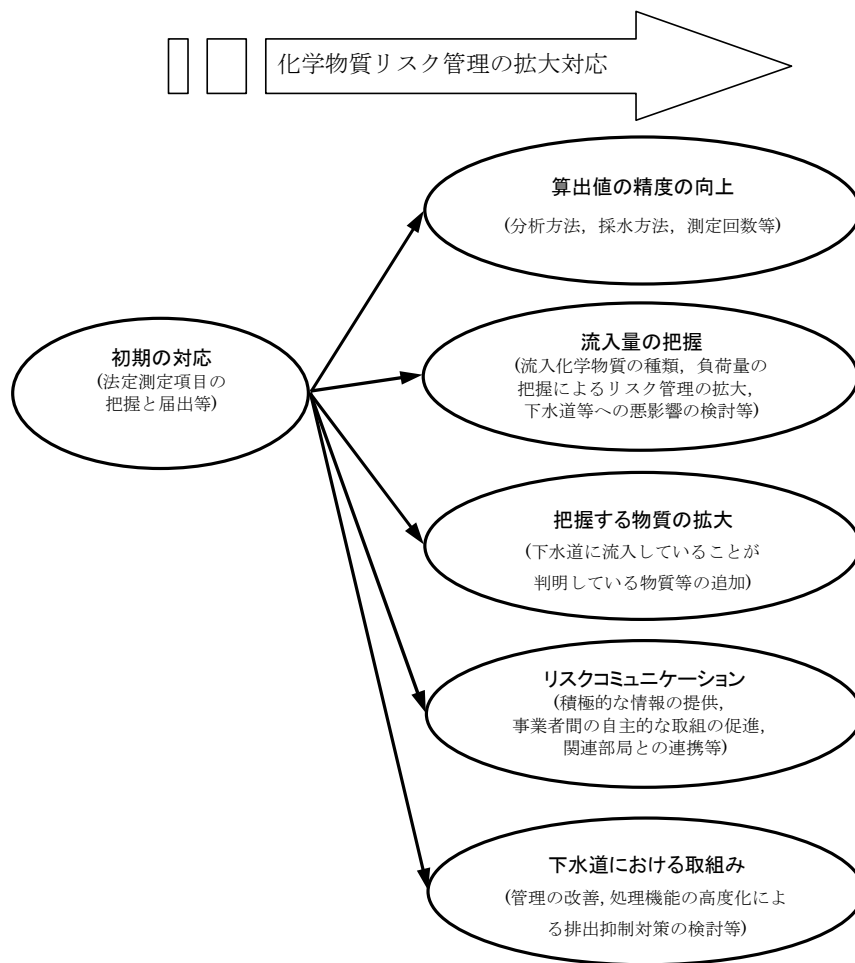 化学物質リスク管理の拡大対応
算出値の精度の向上
(分析方法，採水方法，測定回数等)
初期の対応
(法定測定項目の
把握と届出等)
流入量の把握
(流入化学物質の種類，負荷量の
把握によるリスク管理の拡大，
下水道等への悪影響の検討等)
把握する物質の拡大
(下水道に流入していることが
判明している物質等の追加)
リスクコミュニケーション
(積極的な情報の提供，
事業者間の自主的な取組の促進，
関連部局との連携等)
下水道における取組み
(管理の改善，処理機能の高度化によ
る排出抑制対策の検討等)